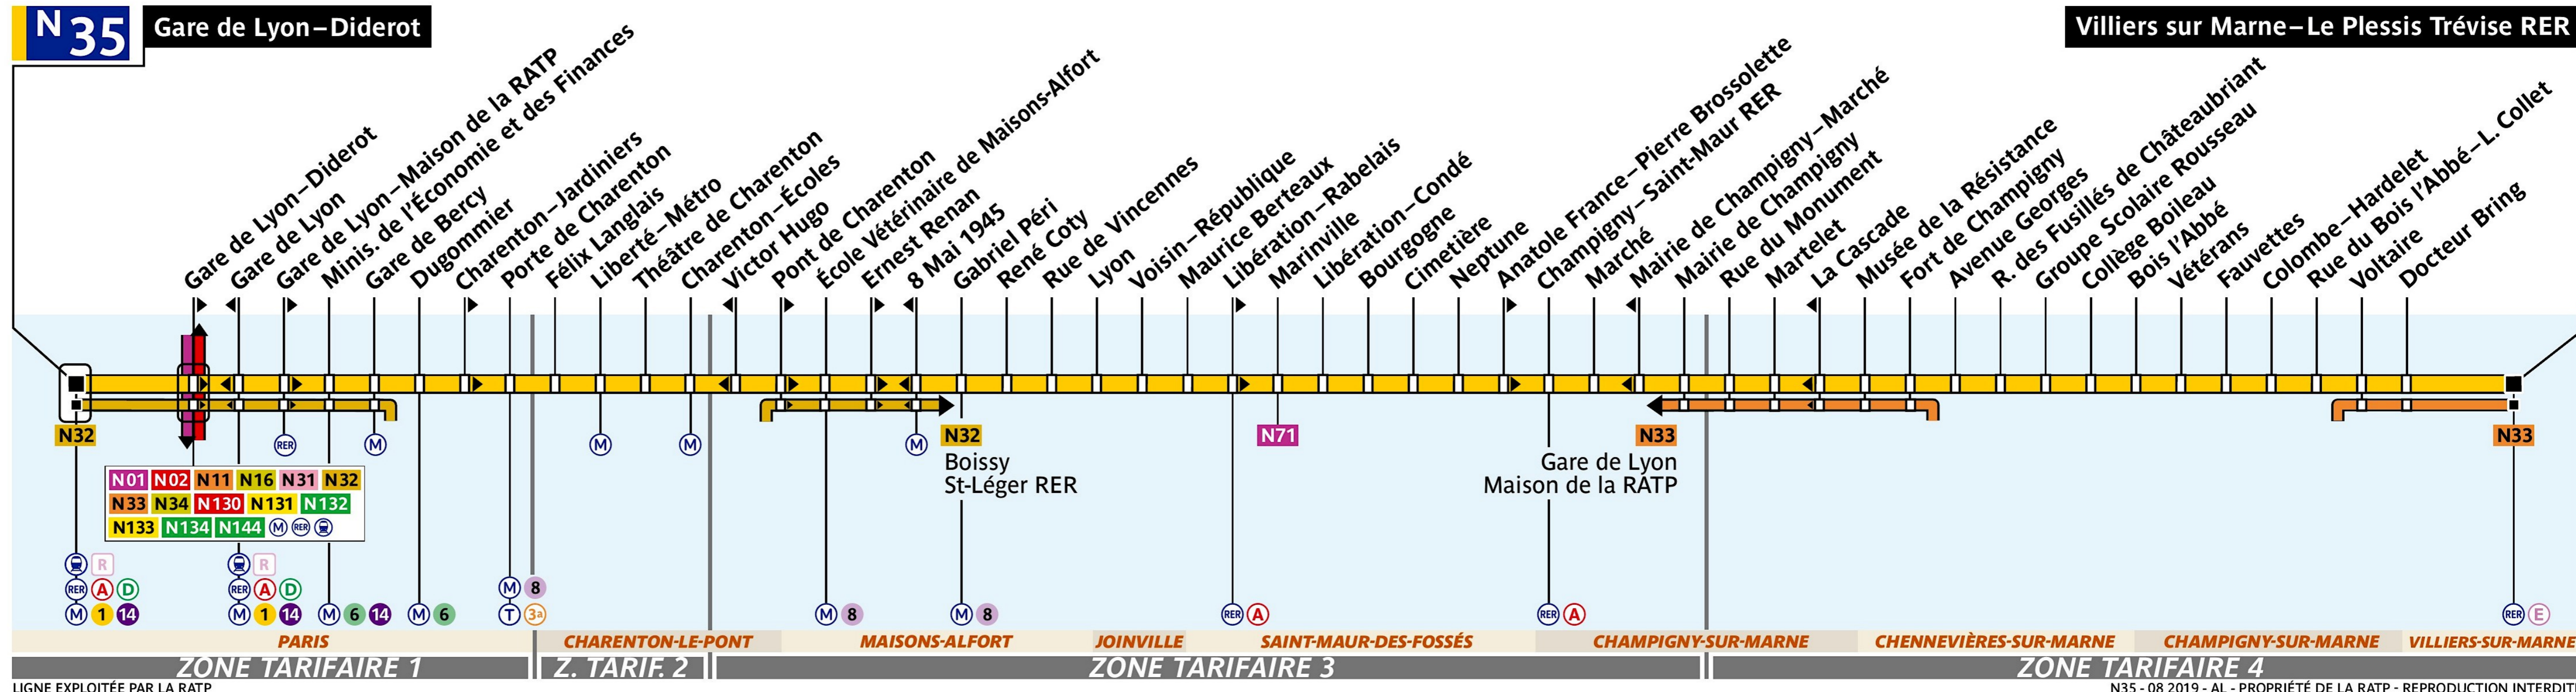 N35
Gare de Lyon–Diderot
Villiers sur Marne–Le Plessis Trévise RER
Gare de Lyon–Diderot
Gare de Lyon
Gare de Lyon–Maison de la RATP
Minis. de l'Économie et des Finances
Gare de Bercy
Dugommier
Charenton–Jardiniers
Porte de Charenton
Félix Langlais
Liberté–Métro
Théâtre de Charenton
Charenton–Écoles
Victor Hugo
Pont de Charenton
École Vétérinaire de Maisons-Alfort
Ernest Renan
8 Mai 1945
Gabriel Péri
René Coty
Rue de Vincennes
Lyon
Voisin–République
Maurice Berteaux
Libération–Rabelais
Marinville
Libération–Condé
Bourgogne
Cimetière
Neptune
Anatole France–Pierre Brossolette
Champigny–Saint-Maur RER
Marché
Mairie de Champigny–Marché
Mairie de Champigny
Rue du Monument
Martelet
La Cascade
Musée de la Résistance
Fort de Champigny
Avenue Georges
R. des Fusillés de Châteaubriant
Groupe Scolaire Rousseau
Collège Boileau
Bois l'Abbé
Vétérans
Fauvettes
Colombe–Hardelet
Rue du Bois l'Abbé–L. Collet
Voltaire
Docteur Bring
N32
RER
M
M
M
M
N32
Boissy
St-Léger RER
N71
N33
Gare de Lyon
Maison de la RATP
N33
N01 N02 N11 N16 N31 N32
N33 N34 N130 N131 N132
N133 N134 N144 M RER
R
RER A D
M 1 14
R
RER A D
M 1 14
M 6 14
M 6
M 8
T 3a
M 8
M 8
RER A
RER A
RER E
PARIS
CHARENTON-LE-PONT
MAISONS-ALFORT
JOINVILLE
SAINT-MAUR-DES-FOSSÉS
CHAMPIGNY-SUR-MARNE
CHENNEVIÈRES-SUR-MARNE
CHAMPIGNY-SUR-MARNE
VILLIERS-SUR-MARNE
ZONE TARIFAIRE 1
Z. TARIF. 2
ZONE TARIFAIRE 3
ZONE TARIFAIRE 4
LIGNE EXPLOITÉE PAR LA RATP
N35 - 08 2019 - AL - PROPRIÉTÉ DE LA RATP - REPRODUCTION INTERDIT